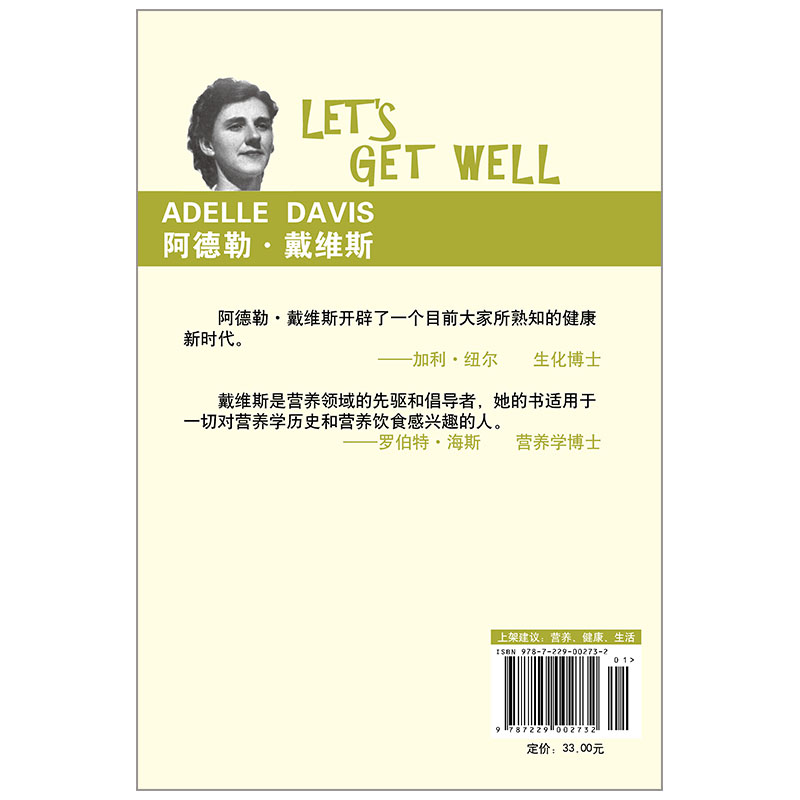 LET'S
GET WELL
ADELLE DAVIS
阿德勒·戴维斯
阿德勒·戴维斯开辟了一个目前大家所熟知的健康
新时代。
——加利·纽尔 生化博士
戴维斯是营养领域的先驱和倡导者，她的书适用于
一切对营养学历史和营养饮食感兴趣的人。
——罗伯特·海斯 营养学博士
上架建议：营养、健康、生活
ISBN 978-7-229-00273-2
01>
9 787229 002732
定价：33.00元